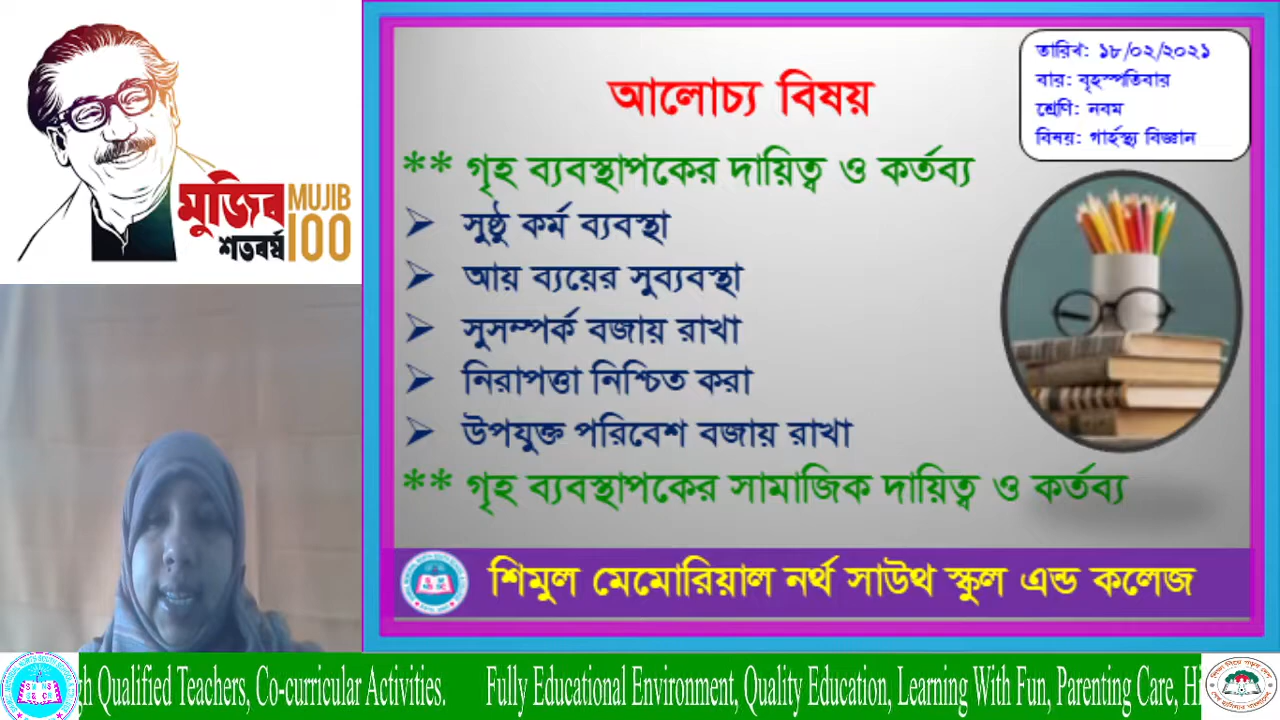 মুজিব
শতবর্ষ
MUJIB
100
আলোচ্য বিষয়
তারিখ: ১৮/০২/২০২১
বার: বৃহস্পতিবার
শ্রেণি: নবম
বিষয়: গার্হস্থ্য বিজ্ঞান
** গৃহ ব্যবস্থাপকের দায়িত্ব ও কর্তব্য
➢ সুষ্ঠু কর্ম ব্যবস্থা
➢ আয় ব্যয়ের সুব্যবস্থা
➢ সুসম্পর্ক বজায় রাখা
➢ নিরাপত্তা নিশ্চিত করা
➢ উপযুক্ত পরিবেশ বজায় রাখা
** গৃহ ব্যবস্থাপকের সামাজিক দায়িত্ব ও কর্তব্য
শিমুল মেমোরিয়াল নর্থ সাউথ স্কুল এন্ড কলেজ
gh Qualified Teachers, Co-curricular Activities. Fully Educational Environment, Quality Education, Learning With Fun, Parenting Care, Hi